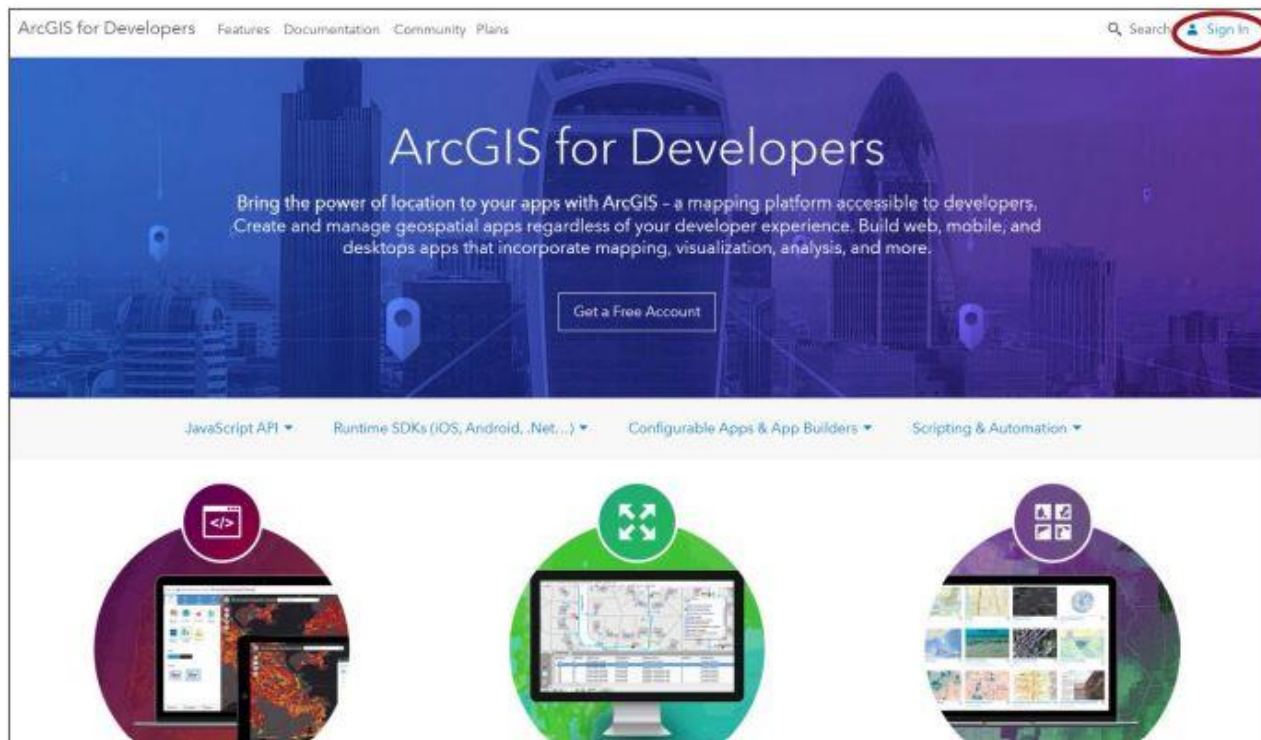 ArcGIS for Developers Features Documentation Community Plans Search Sign In
ArcGIS for Developers
Bring the power of location to your apps with ArcGIS – a mapping platform accessible to developers.
Create and manage geospatial apps regardless of your developer experience. Build web, mobile, and
desktops apps that incorporate mapping, visualization, analysis, and more.
Get a Free Account
JavaScript API Runtime SDKs (iOS, Android, .Net...) Configurable Apps & App Builders Scripting & Automation
</>